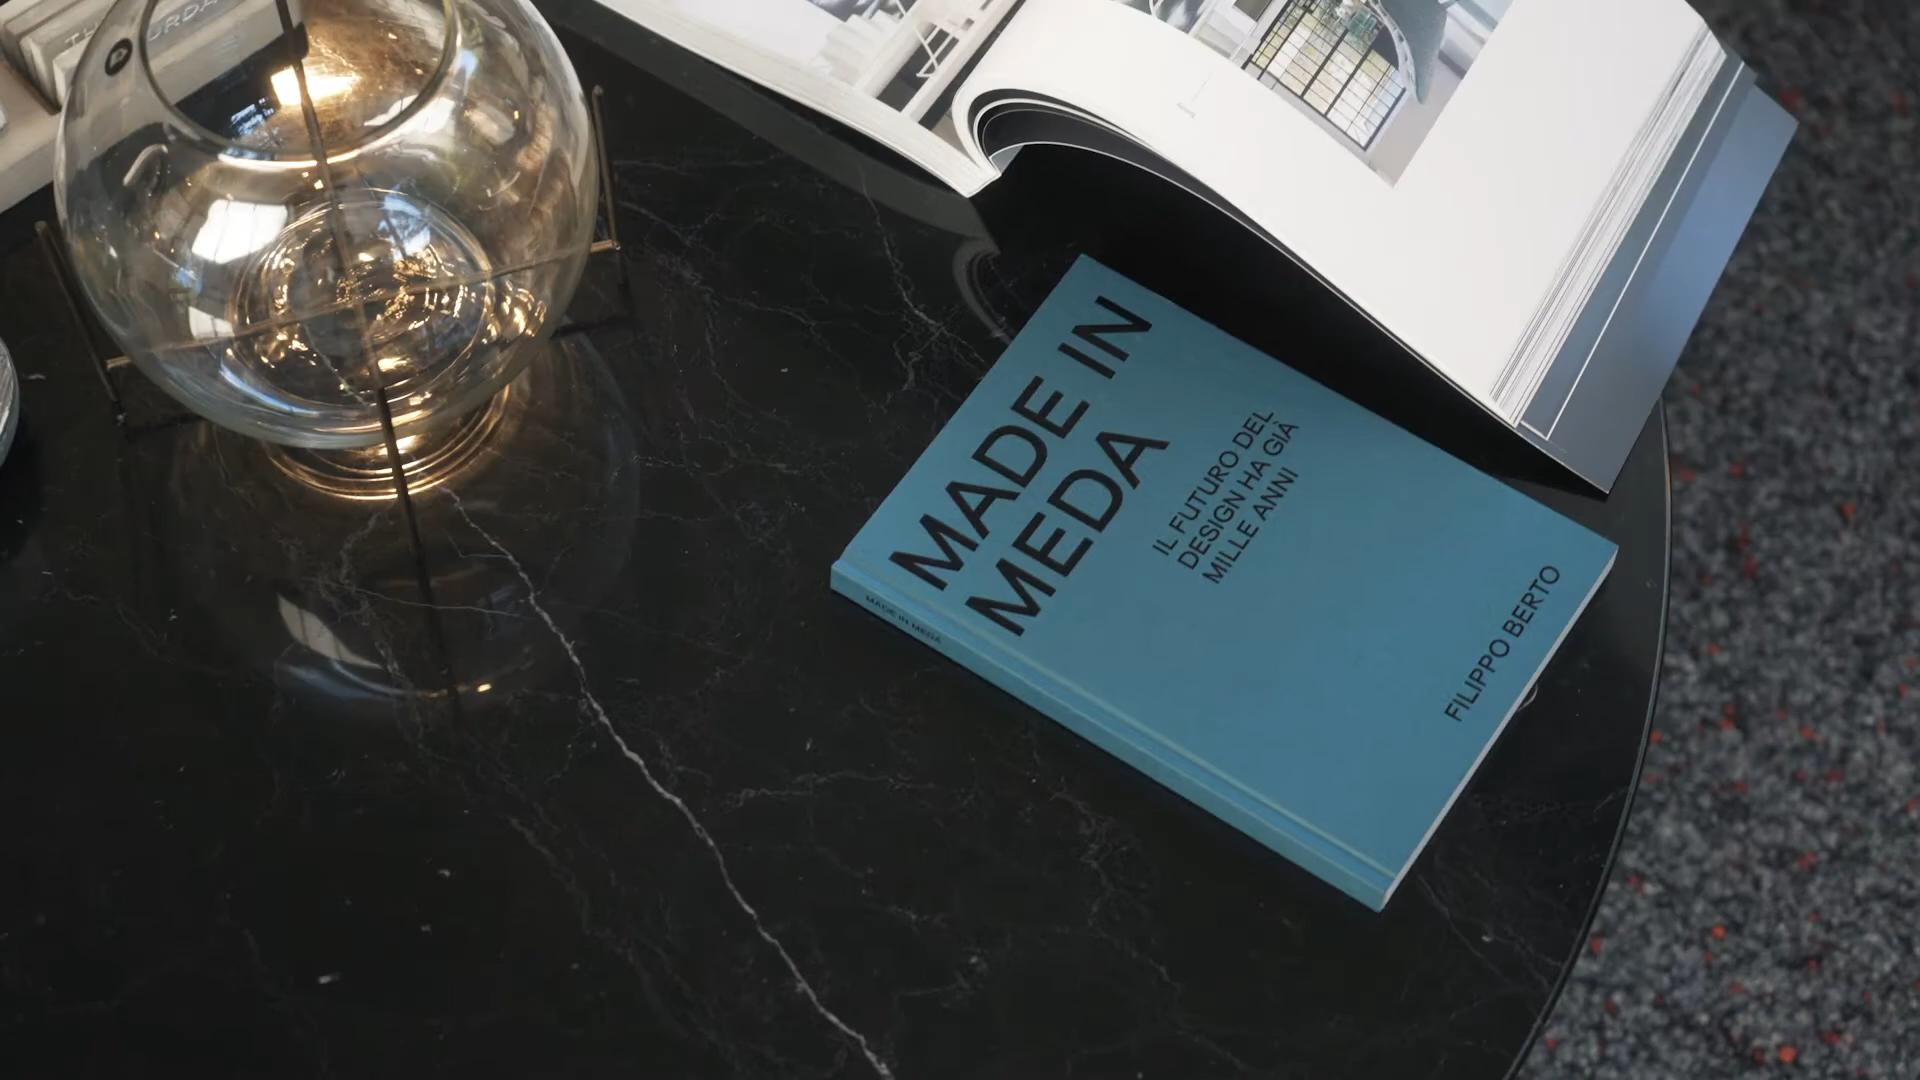 MADE IN
MEDA
IL FUTURO DEL
DESIGN HA GIÀ
MILLE ANNI
FILIPPO BERTO
MADE IN MEDA